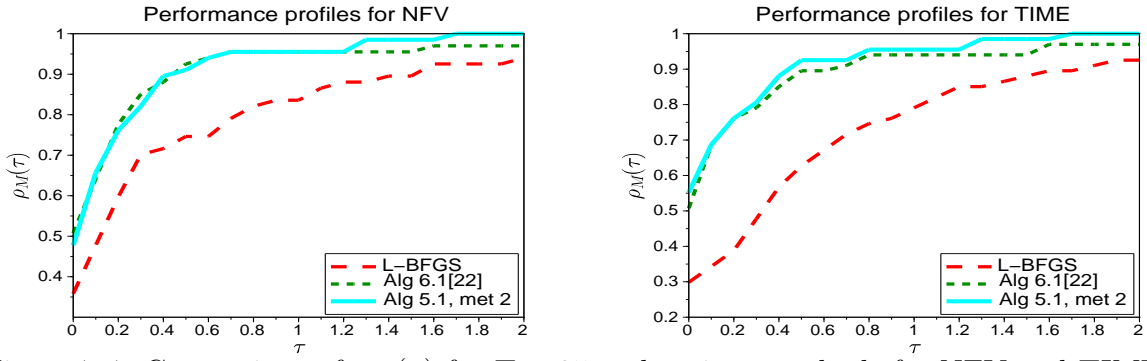 Performance profiles for NFV
1
0.9
0.8
0.7
0.6
0.5
0.4
ρM(τ)
0 0.2 0.4 0.6 0.8 1 1.2 1.4 1.6 1.8 2
τ
L−BFGS
Alg 6.1[22]
Alg 5.1, met 2
Performance profiles for TIME
1
0.9
0.8
0.7
0.6
0.5
0.4
0.3
0.2
ρM(τ)
0 0.2 0.4 0.6 0.8 1 1.2 1.4 1.6 1.8 2
τ
L−BFGS
Alg 6.1[22]
Alg 5.1, met 2